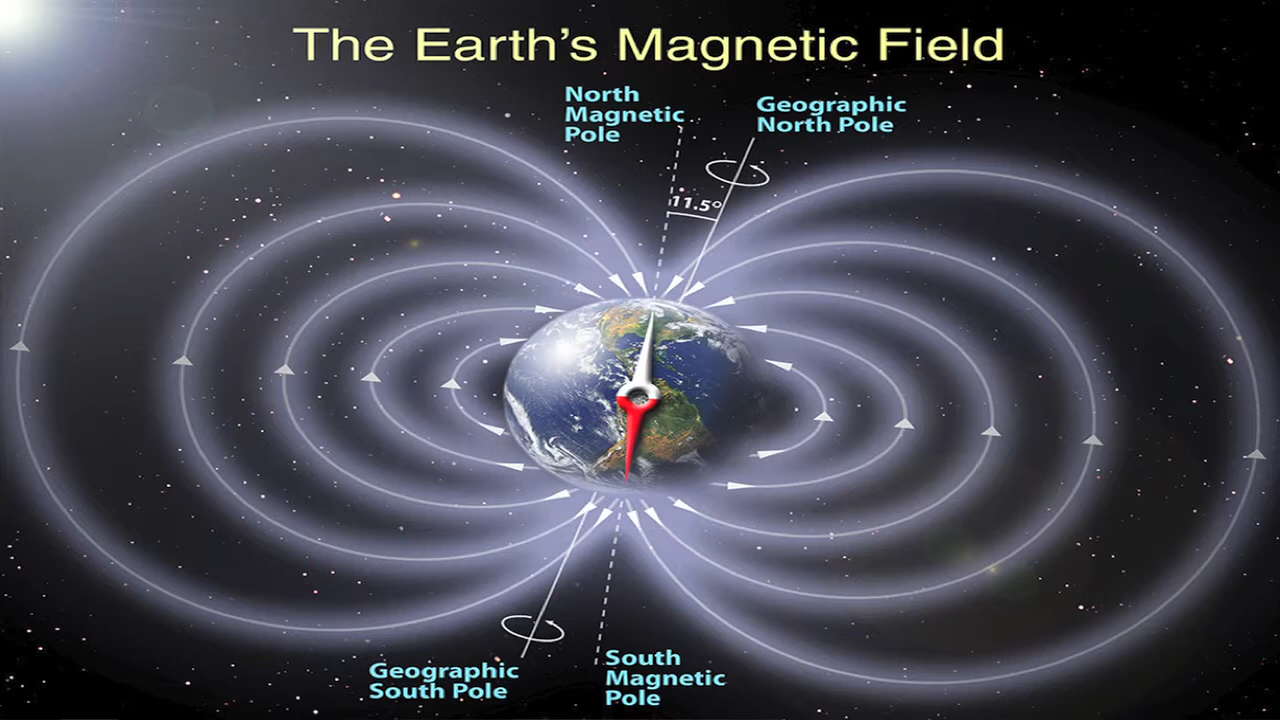 The Earth's Magnetic Field
North
Magnetic
Pole
Geographic
North Pole
11.5°
Geographic
South Pole
South
Magnetic
Pole